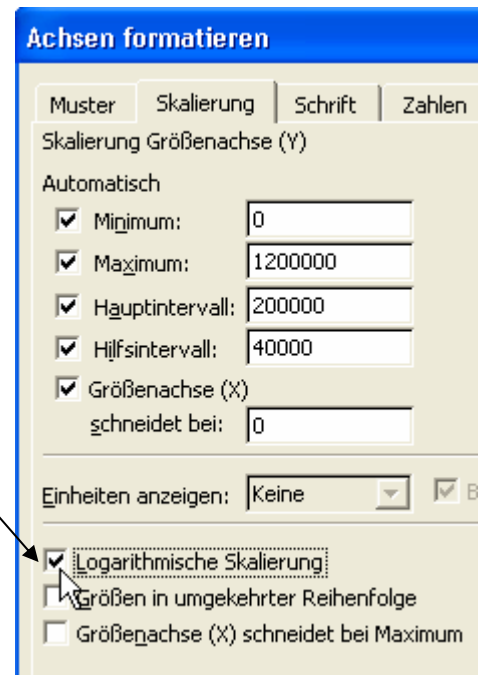 Achsen formatieren
Muster Skalierung Schrift Zahlen
Skalierung Größenachse (Y)
Automatisch
Minimum: 0
Maximum: 1200000
Hauptintervall: 200000
Hilfsintervall: 40000
Größenachse (X)
schneidet bei: 0
Einheiten anzeigen: Keine
Logarithmische Skalierung
Größen in umgekehrter Reihenfolge
Größenachse (X) schneidet bei Maximum